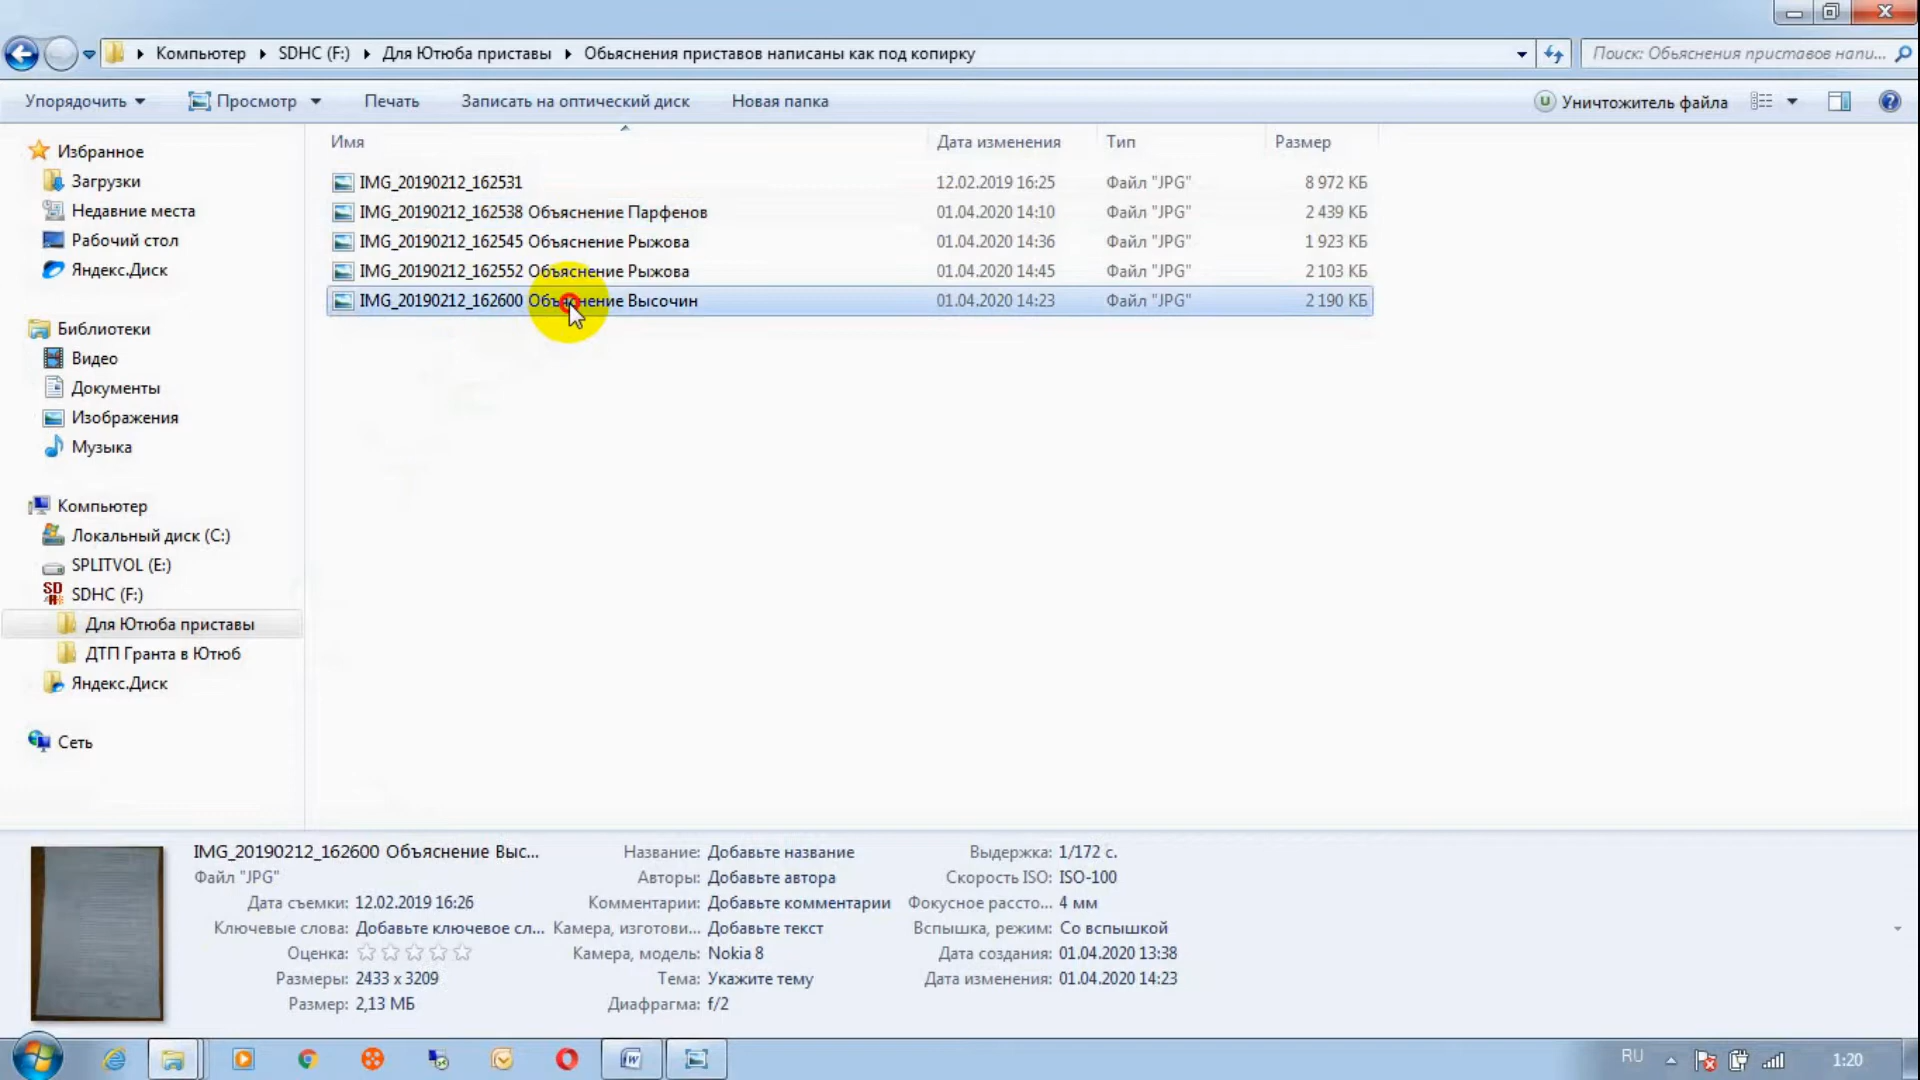 Компьютер ▸ SDHC (F:) ▸ Для Ютюба приставы ▸ Обьяснения приставов написаны как под копирку
Поиск: Обьяснения приставов напи...
Упорядочить Просмотр Печать Записать на оптический диск Новая папка
Уничтожитель файла
Имя Дата изменения Тип Размер
IMG_20190212_162531 12.02.2019 16:25 Файл "JPG" 8 972 КБ
IMG_20190212_162538 Объяснение Парфенов 01.04.2020 14:10 Файл "JPG" 2 439 КБ
IMG_20190212_162545 Объяснение Рыжова 01.04.2020 14:36 Файл "JPG" 1 923 КБ
IMG_20190212_162552 Объяснение Рыжова 01.04.2020 14:45 Файл "JPG" 2 103 КБ
IMG_20190212_162600 Объяснение Высочин 01.04.2020 14:23 Файл "JPG" 2 190 КБ
Избранное
Загрузки
Недавние места
Рабочий стол
Яндекс.Диск
Библиотеки
Видео
Документы
Изображения
Музыка
Компьютер
Локальный диск (C:)
SPLITVOL (E:)
SDHC (F:)
Для Ютюба приставы
ДТП Гранта в Ютюб
Яндекс.Диск
Сеть
IMG_20190212_162600 Объяснение Выс...
Файл "JPG"
Дата съемки: 12.02.2019 16:26
Ключевые слова: Добавьте ключевое сл...
Оценка:
Размеры: 2433 x 3209
Размер: 2,13 МБ
Название: Добавьте название
Авторы: Добавьте автора
Комментарии: Добавьте комментарии
Камера, изготови... Добавьте текст
Камера, модель: Nokia 8
Тема: Укажите тему
Диафрагма: f/2
Выдержка: 1/172 с.
Скорость ISO: ISO-100
Фокусное рассто... 4 мм
Вспышка, режим: Со вспышкой
Дата создания: 01.04.2020 13:38
Дата изменения: 01.04.2020 14:23
RU
1:20